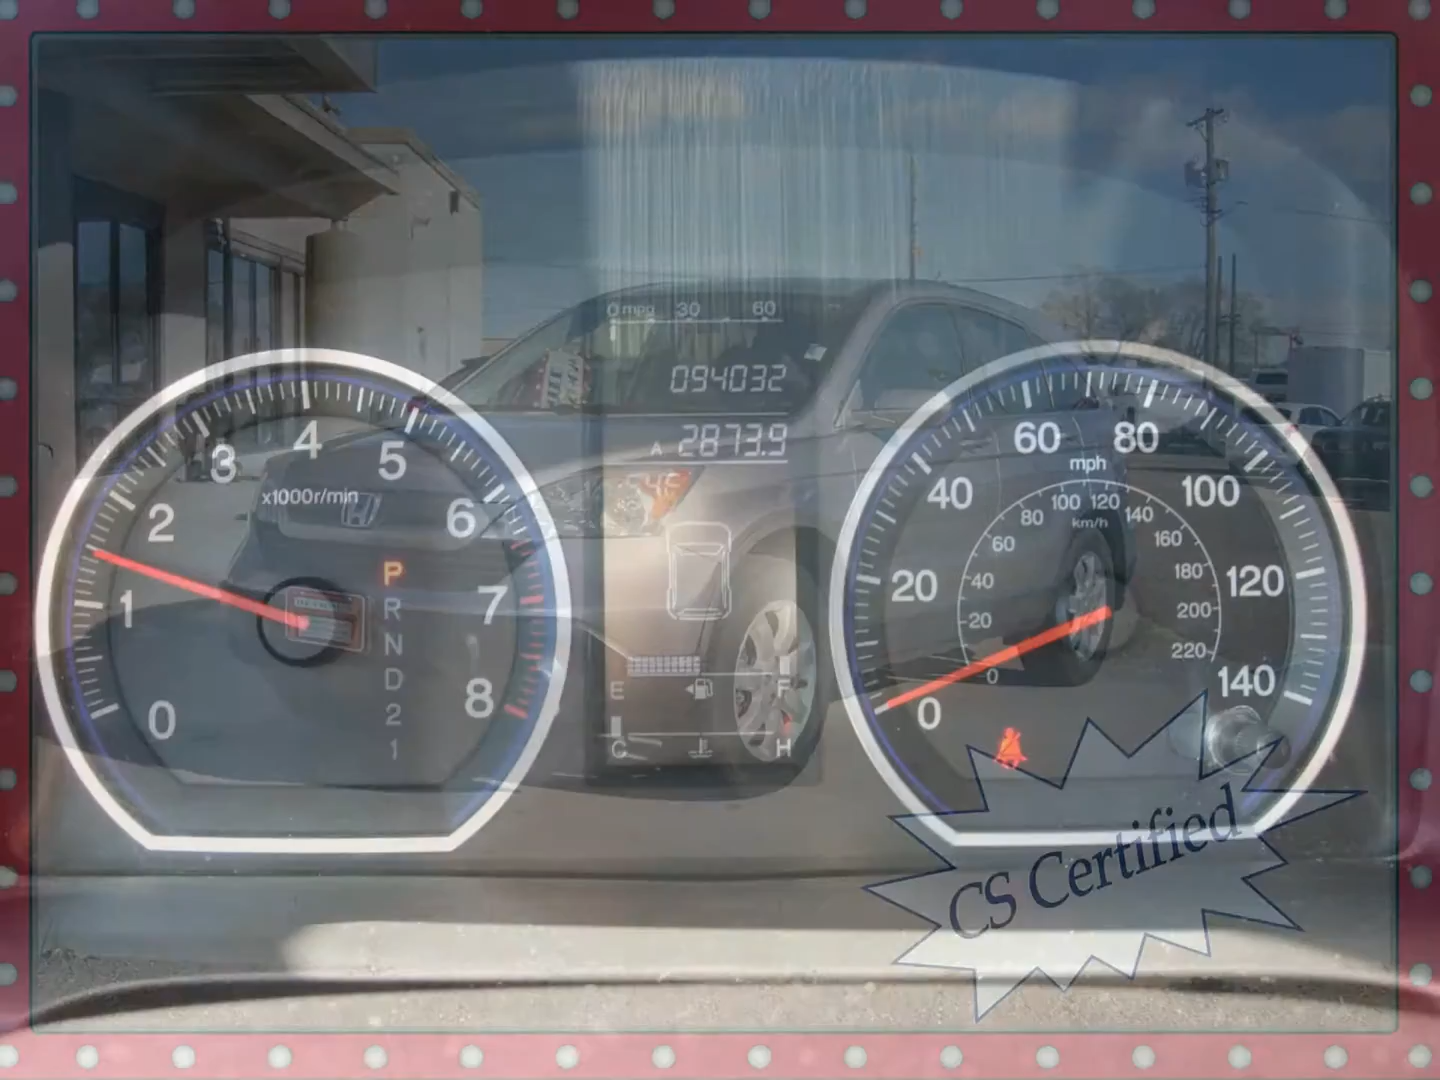 0 mpg 30 60
094032
A 2873.9
0 1 2 3 4 5 6 7 8
x1000r/min
P
R
N
D
2
1
E F
C H
0 20 40 60 80 100 120 140
mph
0 20 40 60 80 100 120 140 160 180 200 220
km/h
CS Certified